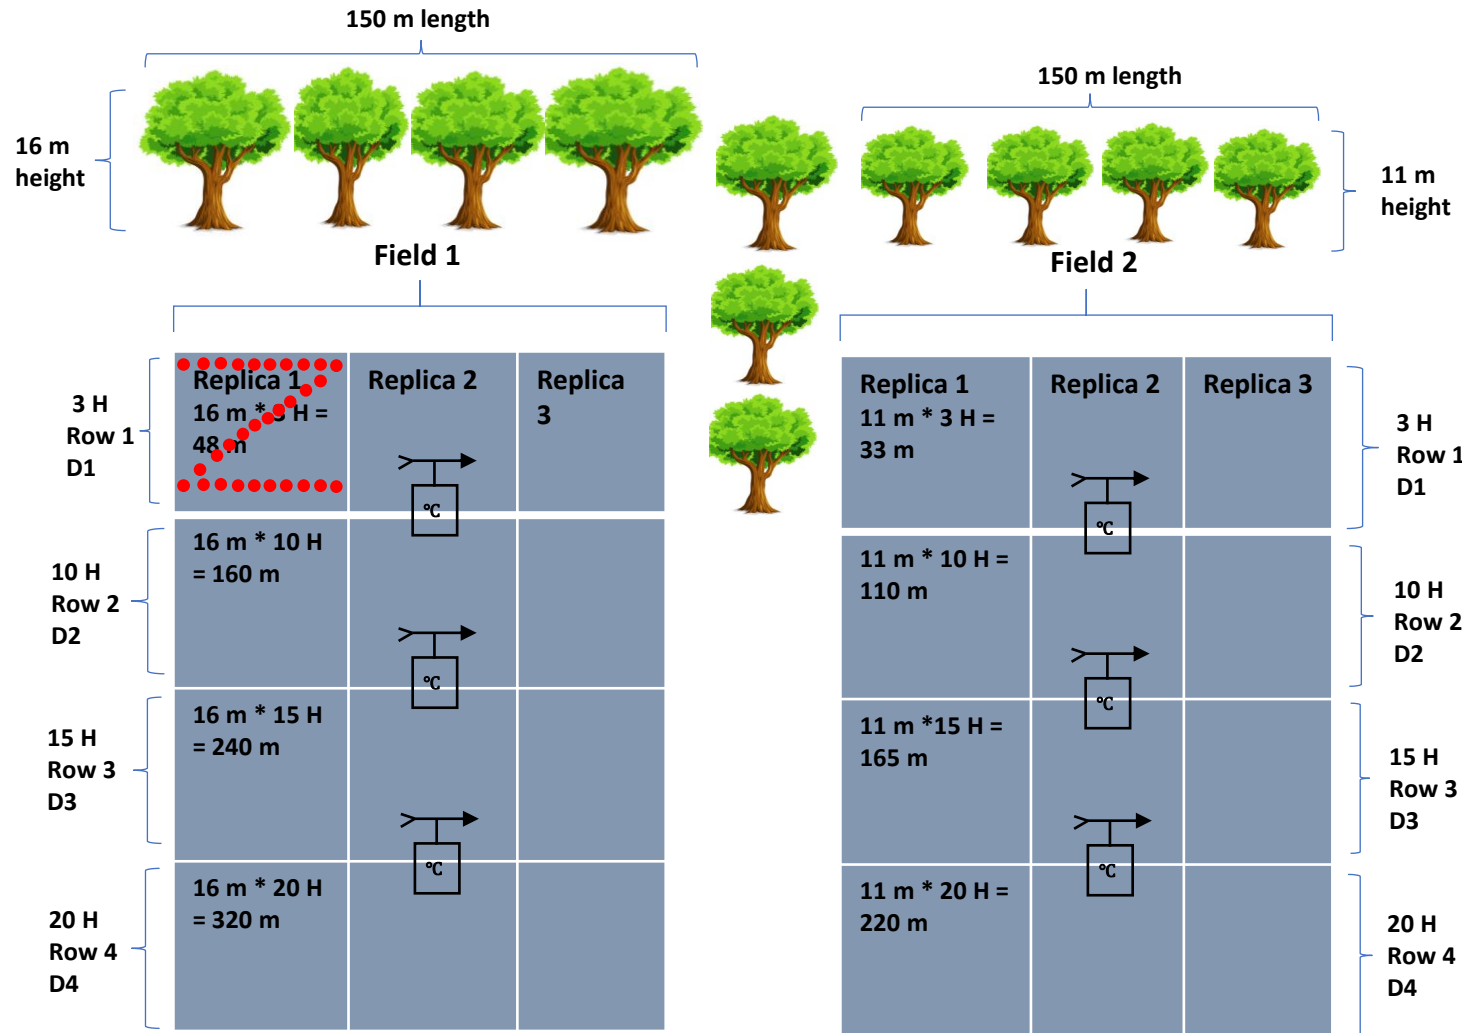 150 m length
16 m
height
150 m length
11 m
height
Field 1
Field 2
3 H
Row 1
D1
Replica 1
16 m * 3 H =
48 m
Replica 2
Replica
3
°C
10 H
Row 2
D2
16 m * 10 H
= 160 m
°C
15 H
Row 3
D3
16 m * 15 H
= 240 m
°C
20 H
Row 4
D4
16 m * 20 H
= 320 m
Replica 1
11 m * 3 H =
33 m
Replica 2
Replica 3
3 H
Row 1
D1
°C
11 m * 10 H =
110 m
10 H
Row 2
D2
°C
11 m *15 H =
165 m
15 H
Row 3
D3
°C
11 m * 20 H =
220 m
20 H
Row 4
D4